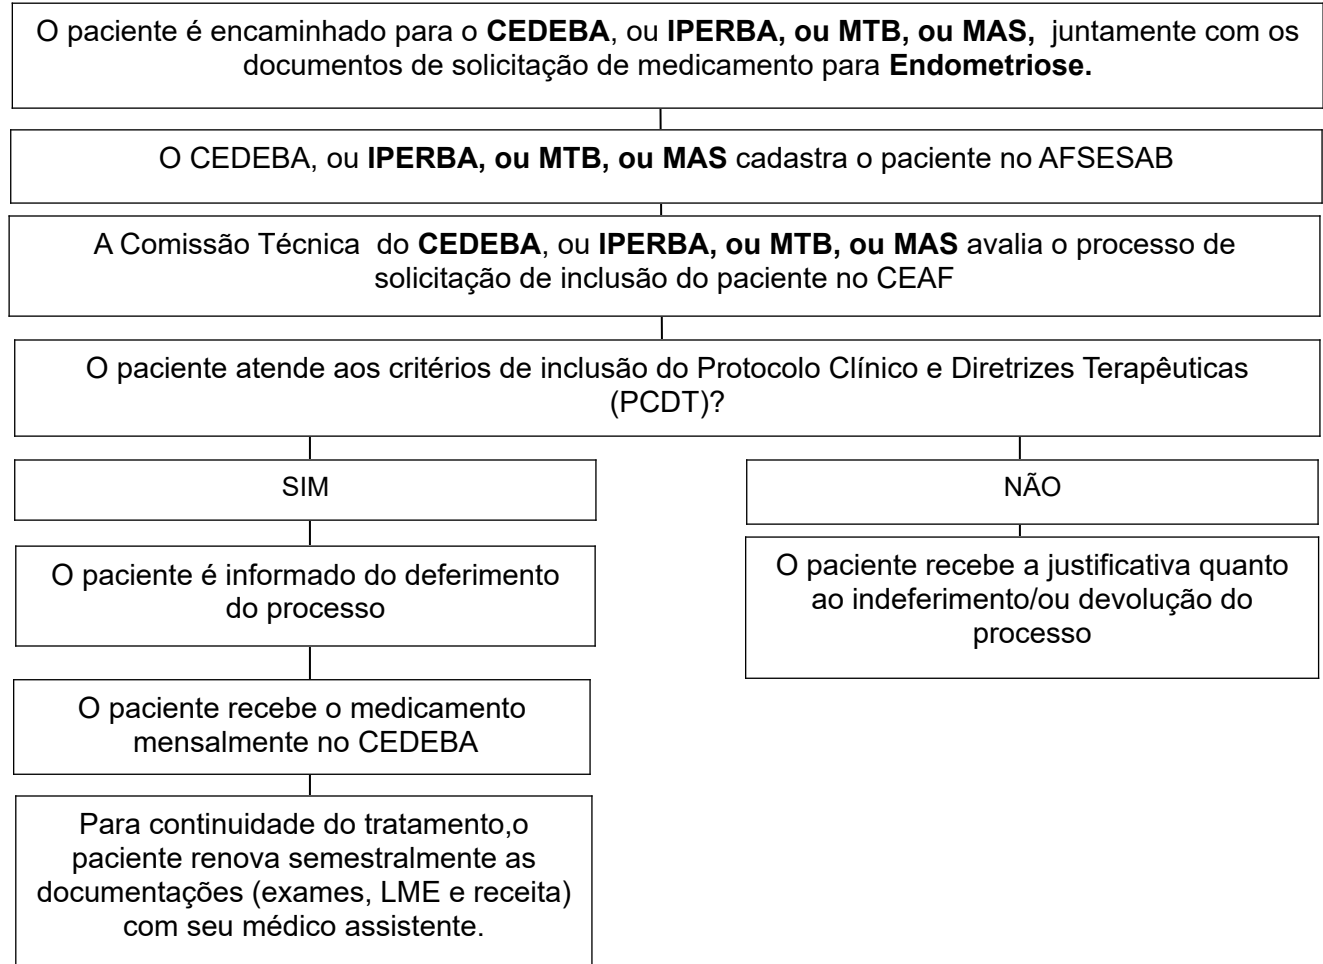 O paciente é encaminhado para o CEDEBA, ou IPERBA, ou MTB, ou MAS, juntamente com os
documentos de solicitação de medicamento para Endometriose.
O CEDEBA, ou IPERBA, ou MTB, ou MAS cadastra o paciente no AFSESAB
A Comissão Técnica do CEDEBA, ou IPERBA, ou MTB, ou MAS avalia o processo de
solicitação de inclusão do paciente no CEAF
O paciente atende aos critérios de inclusão do Protocolo Clínico e Diretrizes Terapêuticas
(PCDT)?
SIM
O paciente é informado do deferimento
do processo
O paciente recebe o medicamento
mensalmente no CEDEBA
Para continuidade do tratamento,o
paciente renova semestralmente as
documentações (exames, LME e receita)
com seu médico assistente.
NÃO
O paciente recebe a justificativa quanto
ao indeferimento/ou devolução do
processo